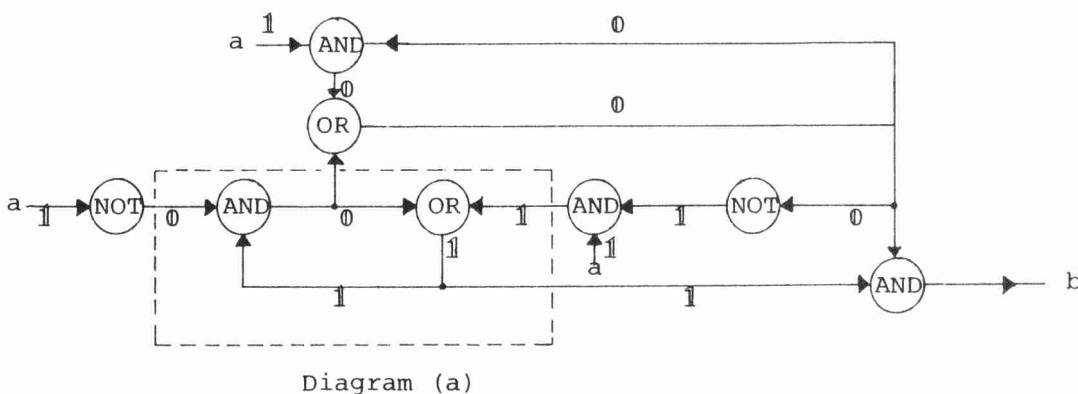 1 0
a AND
0
OR 0
a 1 NOT 0 AND 0 OR 1 AND 1 NOT 0
1 1
a
1 1 AND b
Diagram (a)